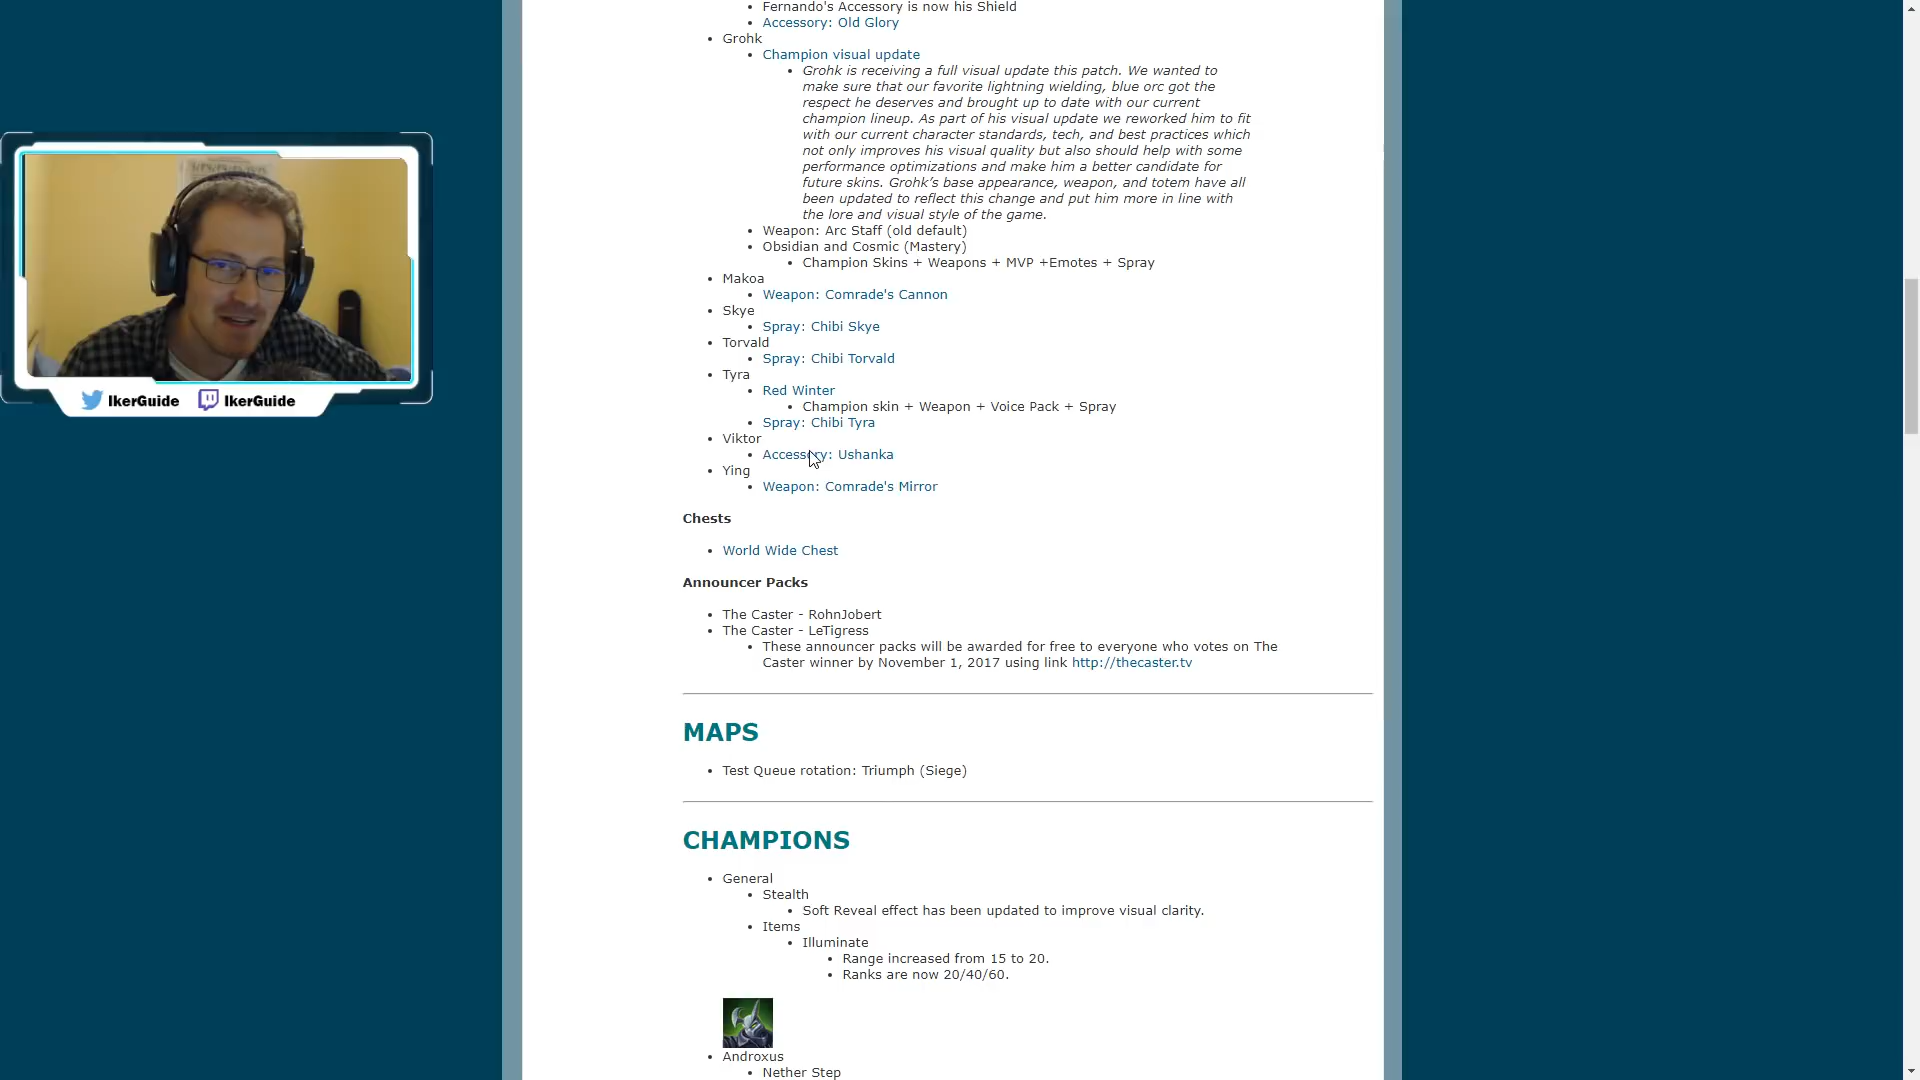 Fernando's Accessory is now his Shield
Accessory: Old Glory
Grohk
Champion visual update
Grohk is receiving a full visual update this patch. We wanted to
make sure that our favorite lightning wielding, blue orc got the
respect he deserves and brought up to date with our current
champion lineup. As part of his visual update we reworked him to fit
with our current character standards, tech, and best practices which
not only improves his visual quality but also should help with some
performance optimizations and make him a better candidate for
future skins. Grohk’s base appearance, weapon, and totem have all
been updated to reflect this change and put him more in line with
the lore and visual style of the game.
Weapon: Arc Staff (old default)
Obsidian and Cosmic (Mastery)
Champion Skins + Weapons + MVP +Emotes + Spray
Makoa
Weapon: Comrade's Cannon
Skye
Spray: Chibi Skye
Torvald
Spray: Chibi Torvald
Tyra
Red Winter
Champion skin + Weapon + Voice Pack + Spray
Spray: Chibi Tyra
Viktor
Accessory: Ushanka
Ying
Weapon: Comrade's Mirror
Chests
World Wide Chest
Announcer Packs
The Caster - RohnJobert
The Caster - LeTigress
These announcer packs will be awarded for free to everyone who votes on The
Caster winner by November 1, 2017 using link http://thecaster.tv
MAPS
Test Queue rotation: Triumph (Siege)
CHAMPIONS
General
Stealth
Soft Reveal effect has been updated to improve visual clarity.
Items
Illuminate
Range increased from 15 to 20.
Ranks are now 20/40/60.
Androxus
Nether Step
IkerGuide IkerGuide